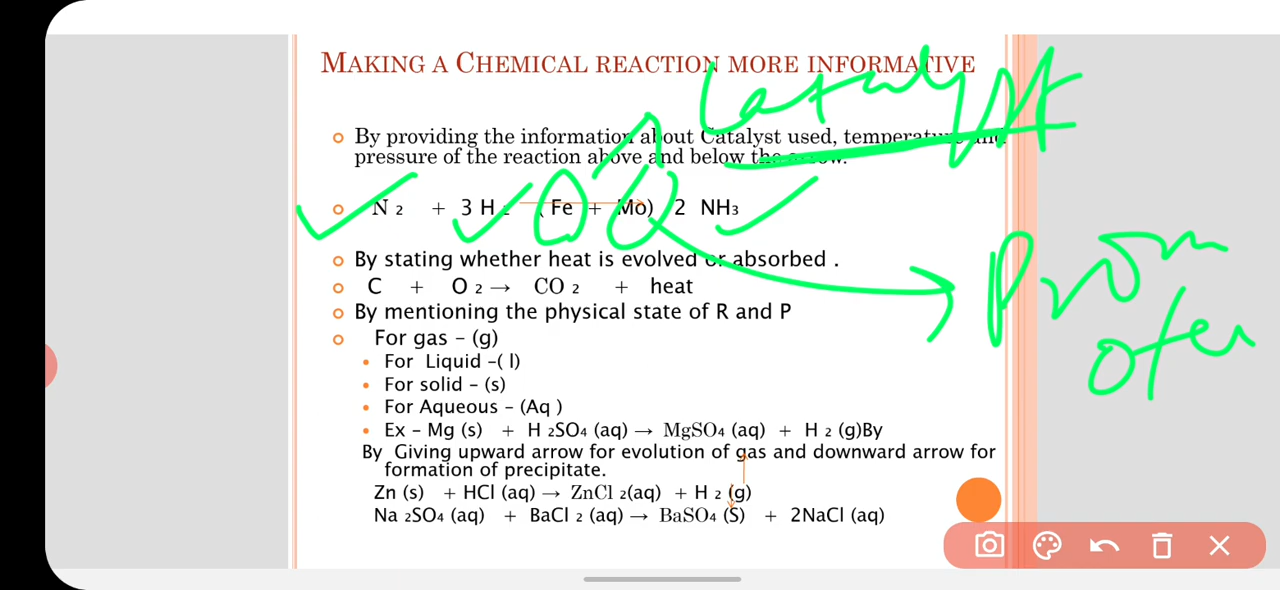 MAKING A CHEMICAL REACTION MORE INFORMATIVE
Catalyst
By providing the information about Catalyst used, temperature and
pressure of the reaction above and below the arrow.
N 2 + 3 H 2 ( Fe + Mo) 2 NH3
Prom
oter
By stating whether heat is evolved or absorbed .
C + O 2 → CO 2 + heat
By mentioning the physical state of R and P
For gas – (g)
For Liquid –( l)
For solid – (s)
For Aqueous – (Aq )
Ex – Mg (s) + H 2SO4 (aq) → MgSO4 (aq) + H 2 (g)By
By Giving upward arrow for evolution of gas and downward arrow for
formation of precipitate.
Zn (s) + HCl (aq) → ZnCl 2(aq) + H 2 (g)
Na 2SO4 (aq) + BaCl 2 (aq) → BaSO4 (S) + 2NaCl (aq)